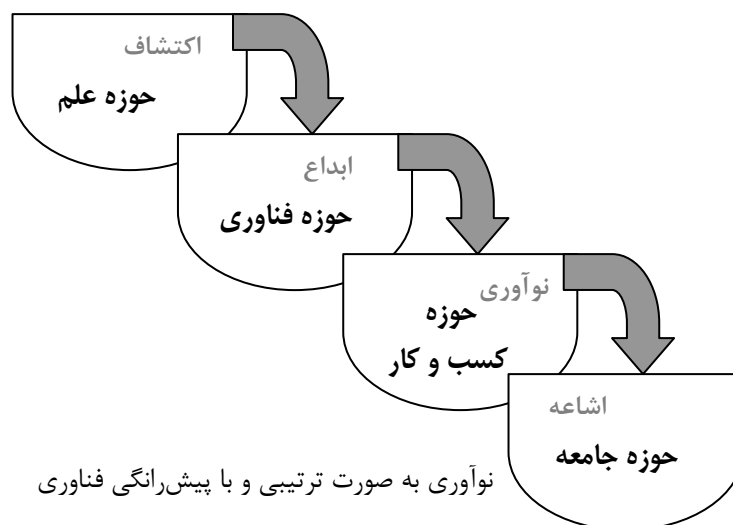 اکتشاف
حوزه علم
ابداع
حوزه فناوری
نوآوری
حوزه
کسب و کار
اشاعه
حوزه جامعه
نوآوری به صورت ترتیبی و با پیش‌رانگی فناوری